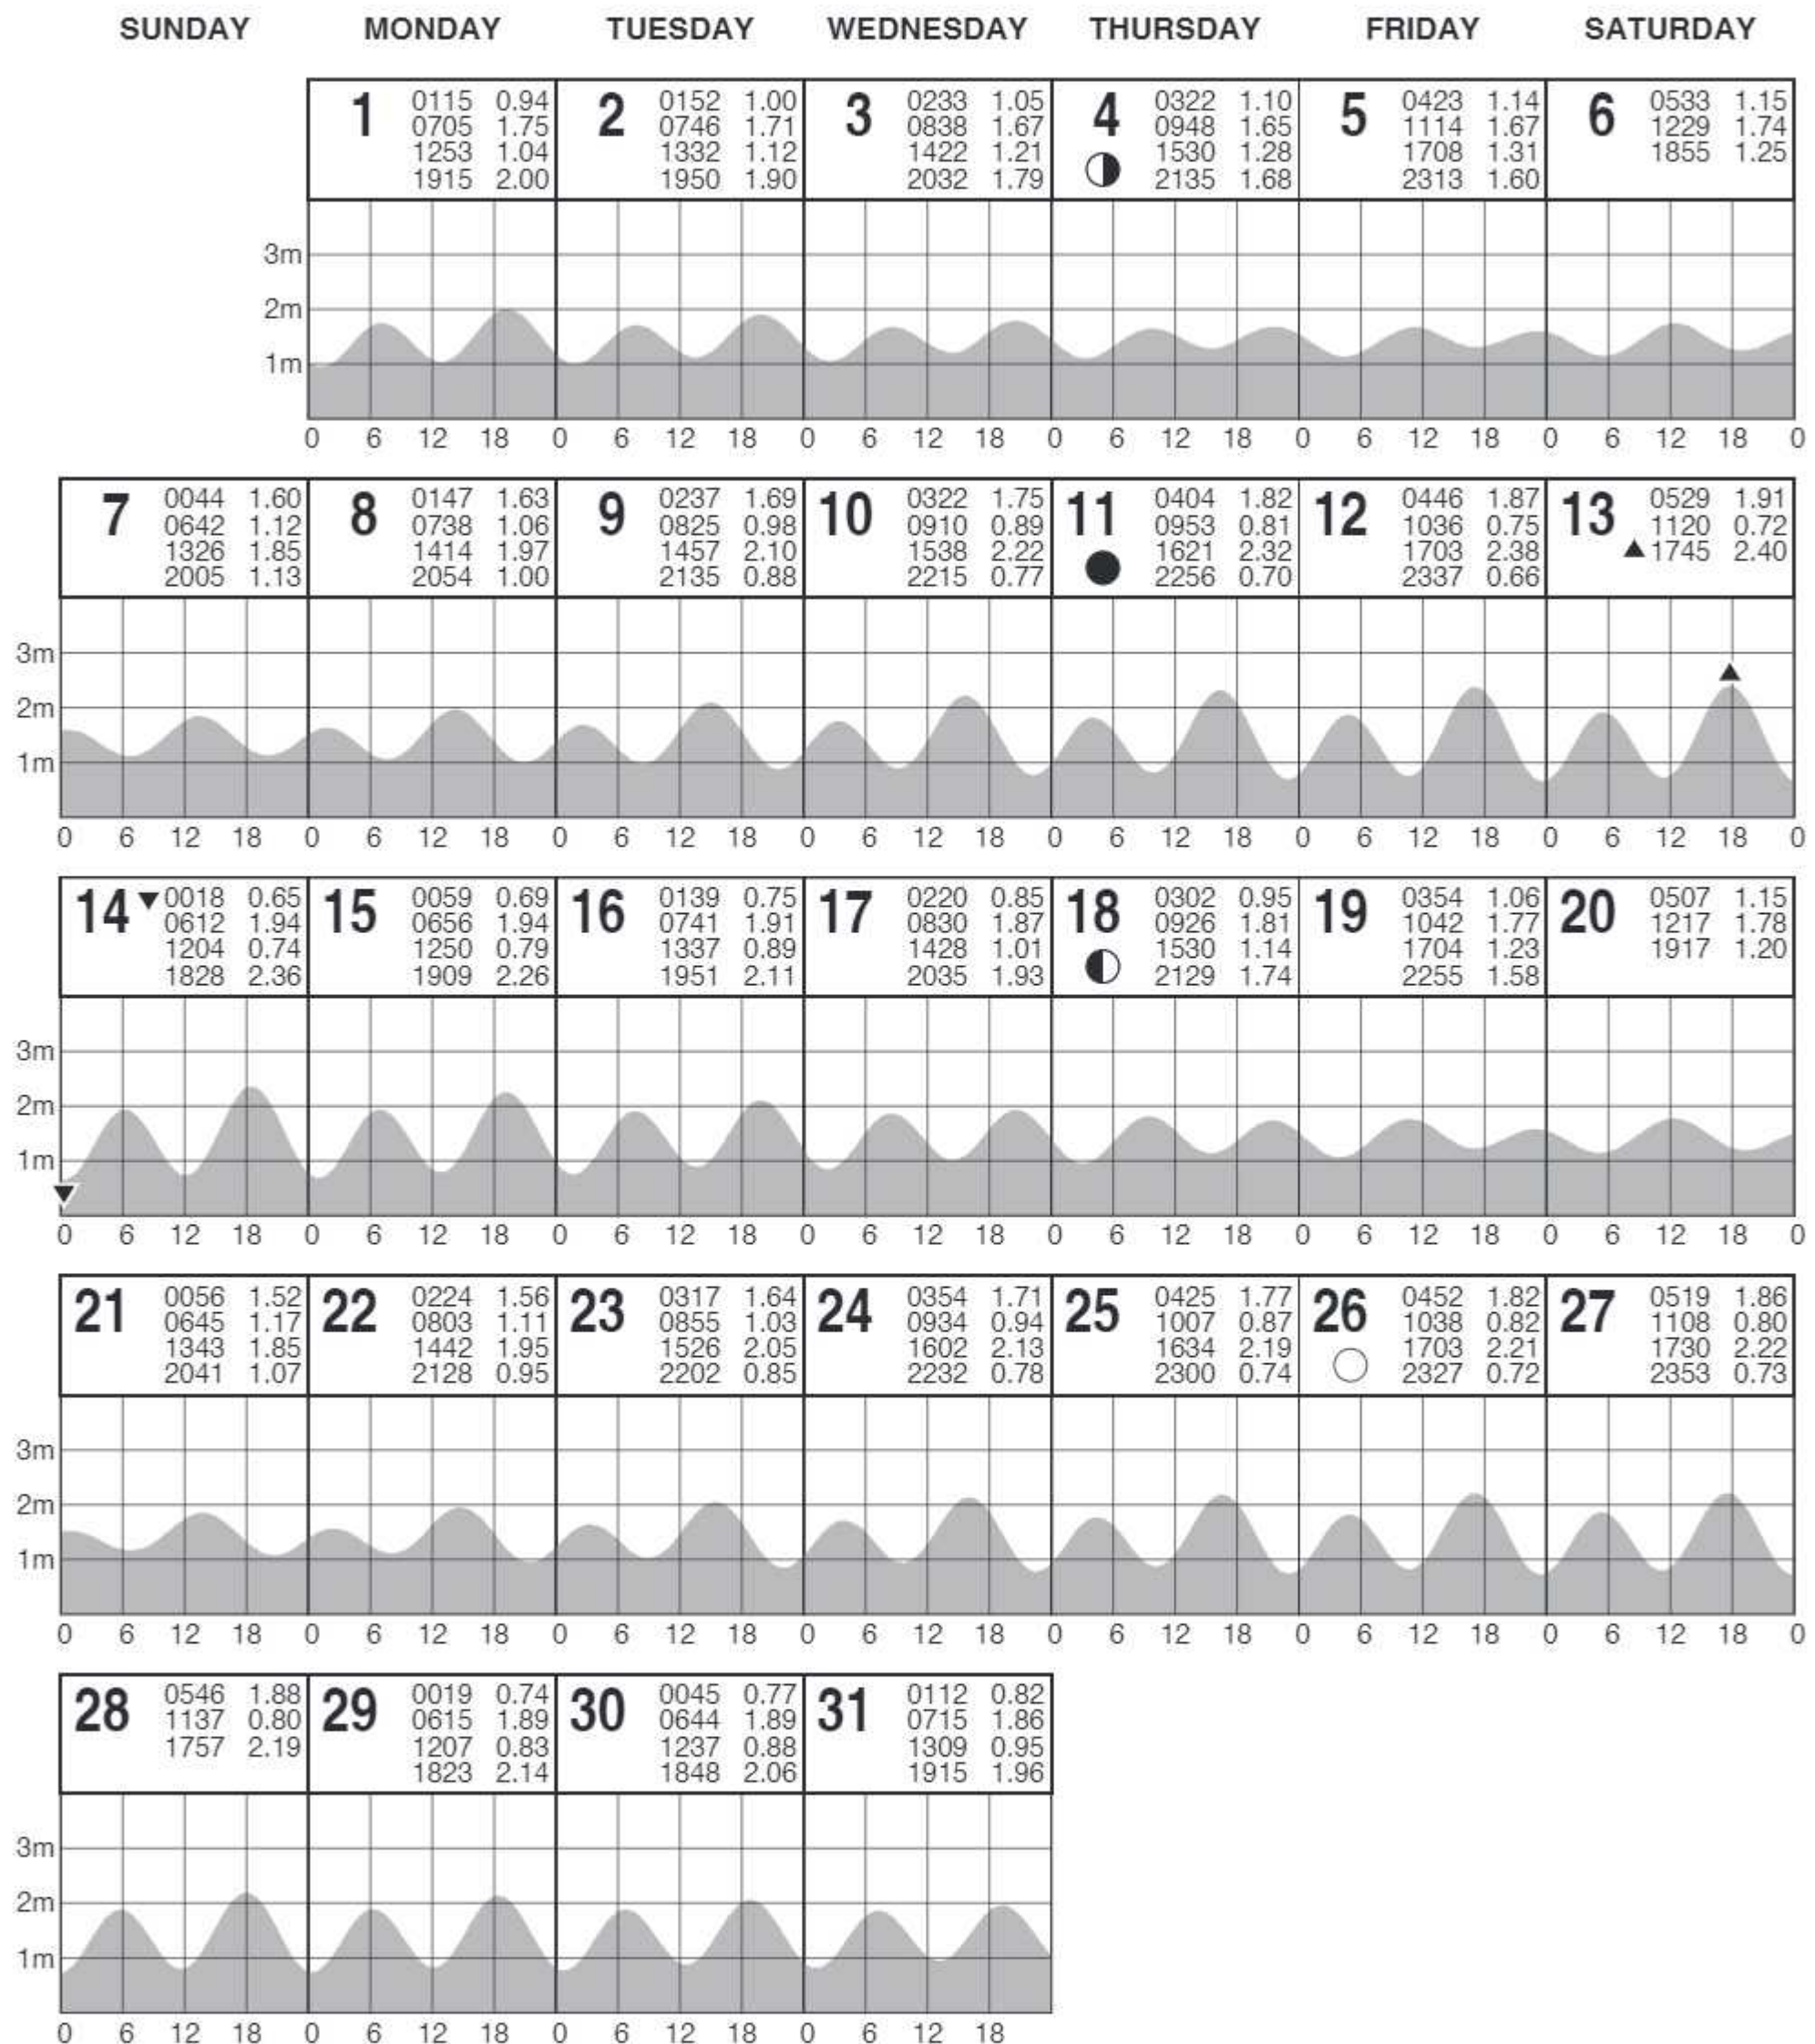 SUNDAY MONDAY TUESDAY WEDNESDAY THURSDAY FRIDAY SATURDAY
1 0115 0.94 2 0152 1.00 3 0233 1.05 4 0322 1.10 5 0423 1.14 6 0533 1.15
0705 1.75 0746 1.71 0838 1.67 0948 1.65 1114 1.67 1229 1.74
1253 1.04 1332 1.12 1422 1.21 1530 1.28 1708 1.31 1855 1.25
1915 2.00 1950 1.90 2032 1.79 2135 1.68 2313 1.60
3m
2m
1m
0 6 12 18 0 6 12 18 0 6 12 18 0 6 12 18 0 6 12 18 0 6 12 18 0
7 0044 1.60 8 0147 1.63 9 0237 1.69 10 0322 1.75 11 0404 1.82 12 0446 1.87 13 0529 1.91
0642 1.12 0738 1.06 0825 0.98 0910 0.89 0953 0.81 1036 0.75 1120 0.72
1326 1.85 1414 1.97 1457 2.10 1538 2.22 1621 2.32 1703 2.38 1745 2.40
2005 1.13 2054 1.00 2135 0.88 2215 0.77 2256 0.70 2337 0.66
3m
2m
1m
0 6 12 18 0 6 12 18 0 6 12 18 0 6 12 18 0 6 12 18 0 6 12 18 0 6 12 18 0
14 0018 0.65 15 0059 0.69 16 0139 0.75 17 0220 0.85 18 0302 0.95 19 0354 1.06 20 0507 1.15
0612 1.94 0656 1.94 0741 1.91 0830 1.87 0926 1.81 1042 1.77 1217 1.78
1204 0.74 1250 0.79 1337 0.89 1428 1.01 1530 1.14 1704 1.23 1917 1.20
1828 2.36 1909 2.26 1951 2.11 2035 1.93 2129 1.74 2255 1.58
3m
2m
1m
0 6 12 18 0 6 12 18 0 6 12 18 0 6 12 18 0 6 12 18 0 6 12 18 0 6 12 18 0
21 0056 1.52 22 0224 1.56 23 0317 1.64 24 0354 1.71 25 0425 1.77 26 0452 1.82 27 0519 1.86
0645 1.17 0803 1.11 0855 1.03 0934 0.94 1007 0.87 1038 0.82 1108 0.80
1343 1.85 1442 1.95 1526 2.05 1602 2.13 1634 2.19 1703 2.21 1730 2.22
2041 1.07 2128 0.95 2202 0.85 2232 0.78 2300 0.74 2327 0.72 2353 0.73
3m
2m
1m
0 6 12 18 0 6 12 18 0 6 12 18 0 6 12 18 0 6 12 18 0 6 12 18 0 6 12 18 0
28 0546 1.88 29 0019 0.74 30 0045 0.77 31 0112 0.82
1137 0.80 0615 1.89 0644 1.89 0715 1.86
1757 2.19 1207 0.83 1237 0.88 1309 0.95
1823 2.14 1848 2.06 1915 1.96
3m
2m
1m
0 6 12 18 0 6 12 18 0 6 12 18 0 6 12 18